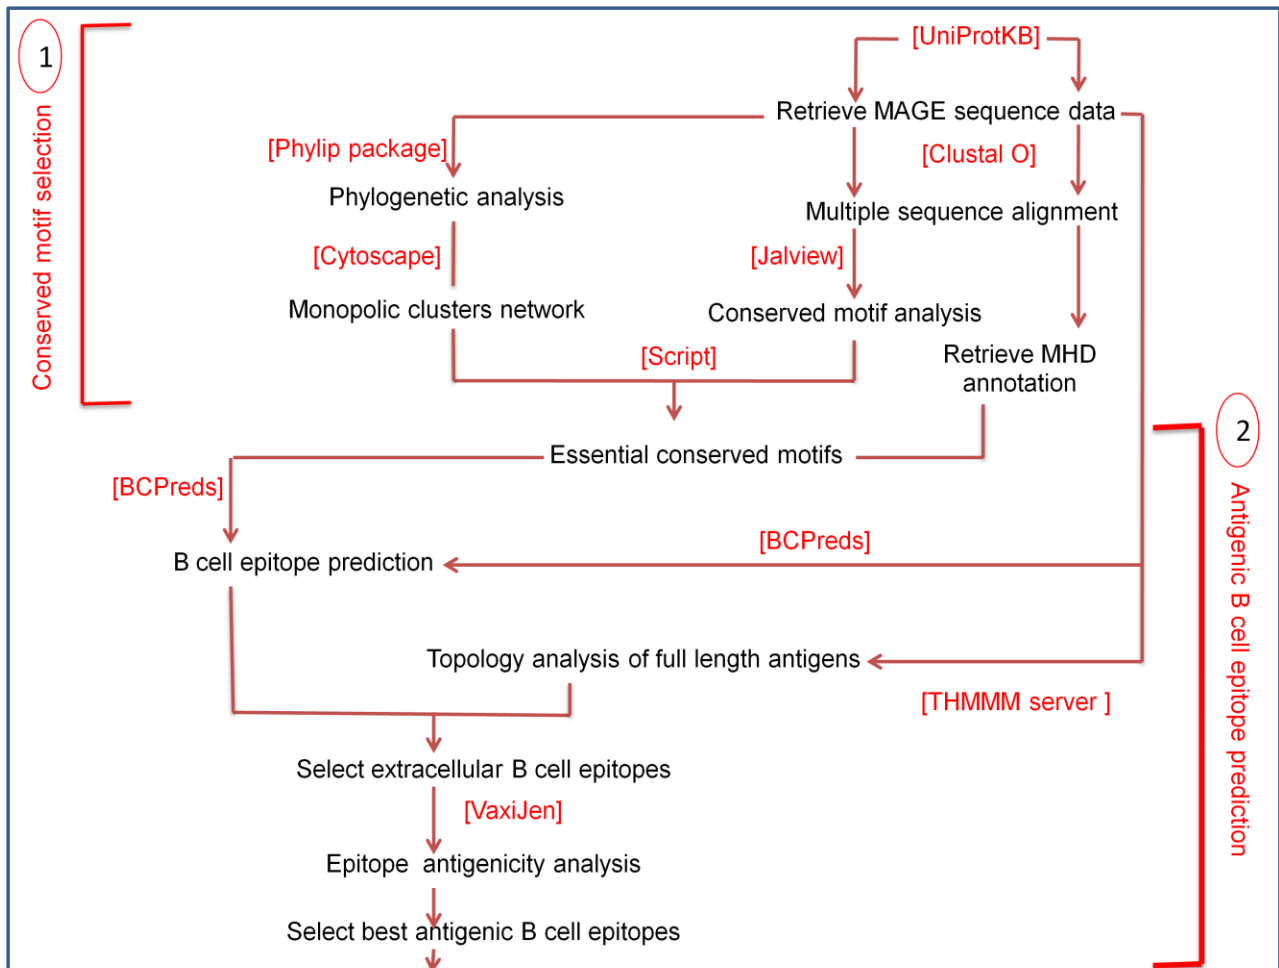 1
Conserved motif selection
[UniProtKB]
Retrieve MAGE sequence data
[Phylip package]
[Clustal O]
Phylogenetic analysis
Multiple sequence alignment
[Cytoscape]
[Jalview]
Monopolic clusters network
Conserved motif analysis
[Script]
Retrieve MHD
annotation
2
Antigenic B cell epitope prediction
Essential conserved motifs
[BCPreds]
[BCPreds]
B cell epitope prediction
Topology analysis of full length antigens
[THMMM server ]
Select extracellular B cell epitopes
[VaxiJen]
Epitope antigenicity analysis
Select best antigenic B cell epitopes